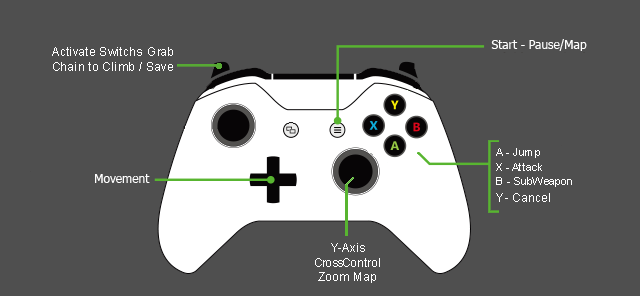 Activate Switchs Grab
Chain to Climb / Save
Start - Pause/Map
Y
X
B
A
A - Jump
X - Attack
B - SubWeapon
Y - Cancel
Movement
Y-Axis
CrossControl
Zoom Map